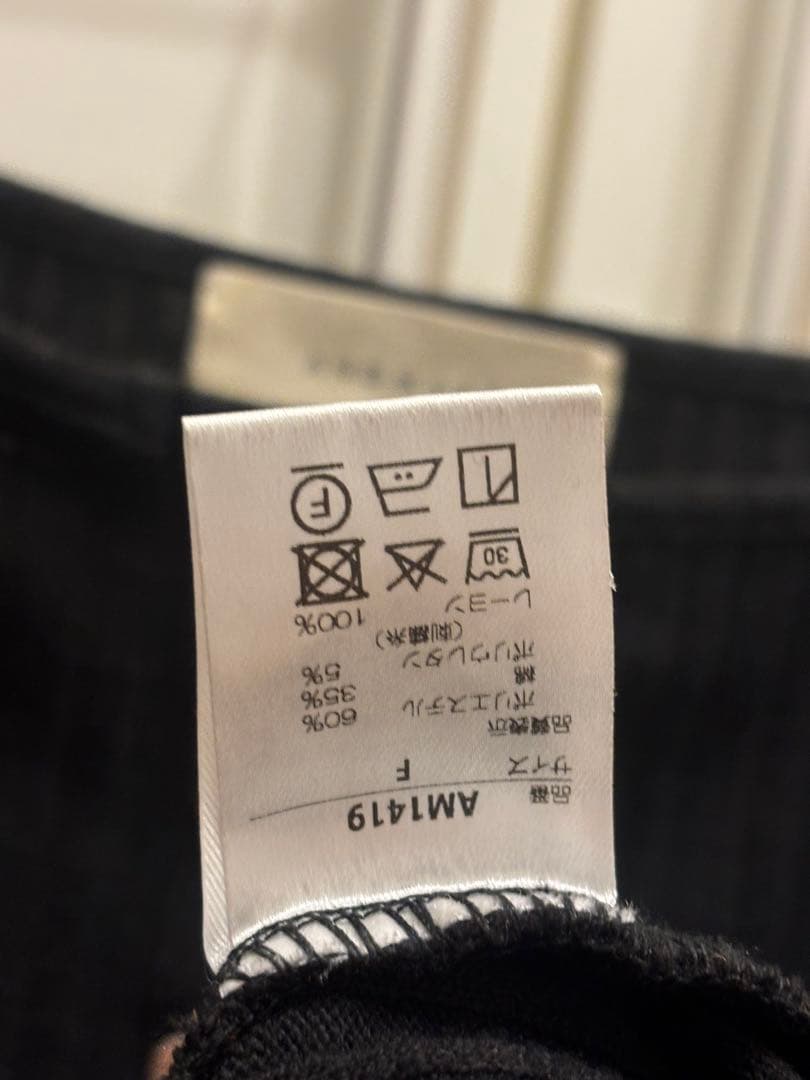 品番 AM1419
サイズ F
品質表示
ポリエステル 60%
綿 35%
ポリウレタン 5%
(刺繍糸)
レーヨン 100%
30
F